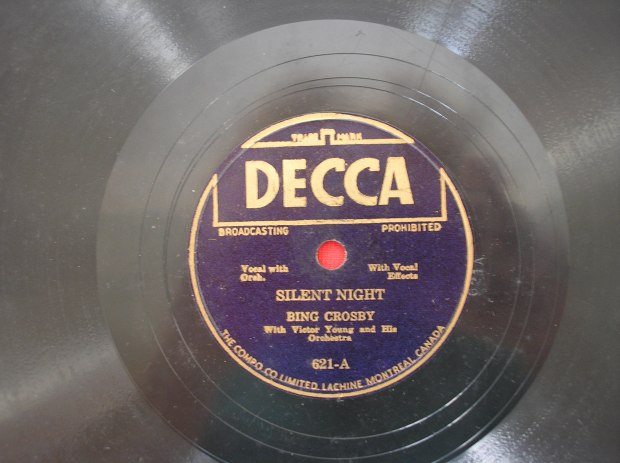 TRADE MARK
DECCA
BROADCASTING PROHIBITED
Vocal with With Vocal
Orch. Effects
SILENT NIGHT
BING CROSBY
With Victor Young and His
Orchestra
621-A
THE COMPO CO. LIMITED, LACHINE MONTREAL, CANADA